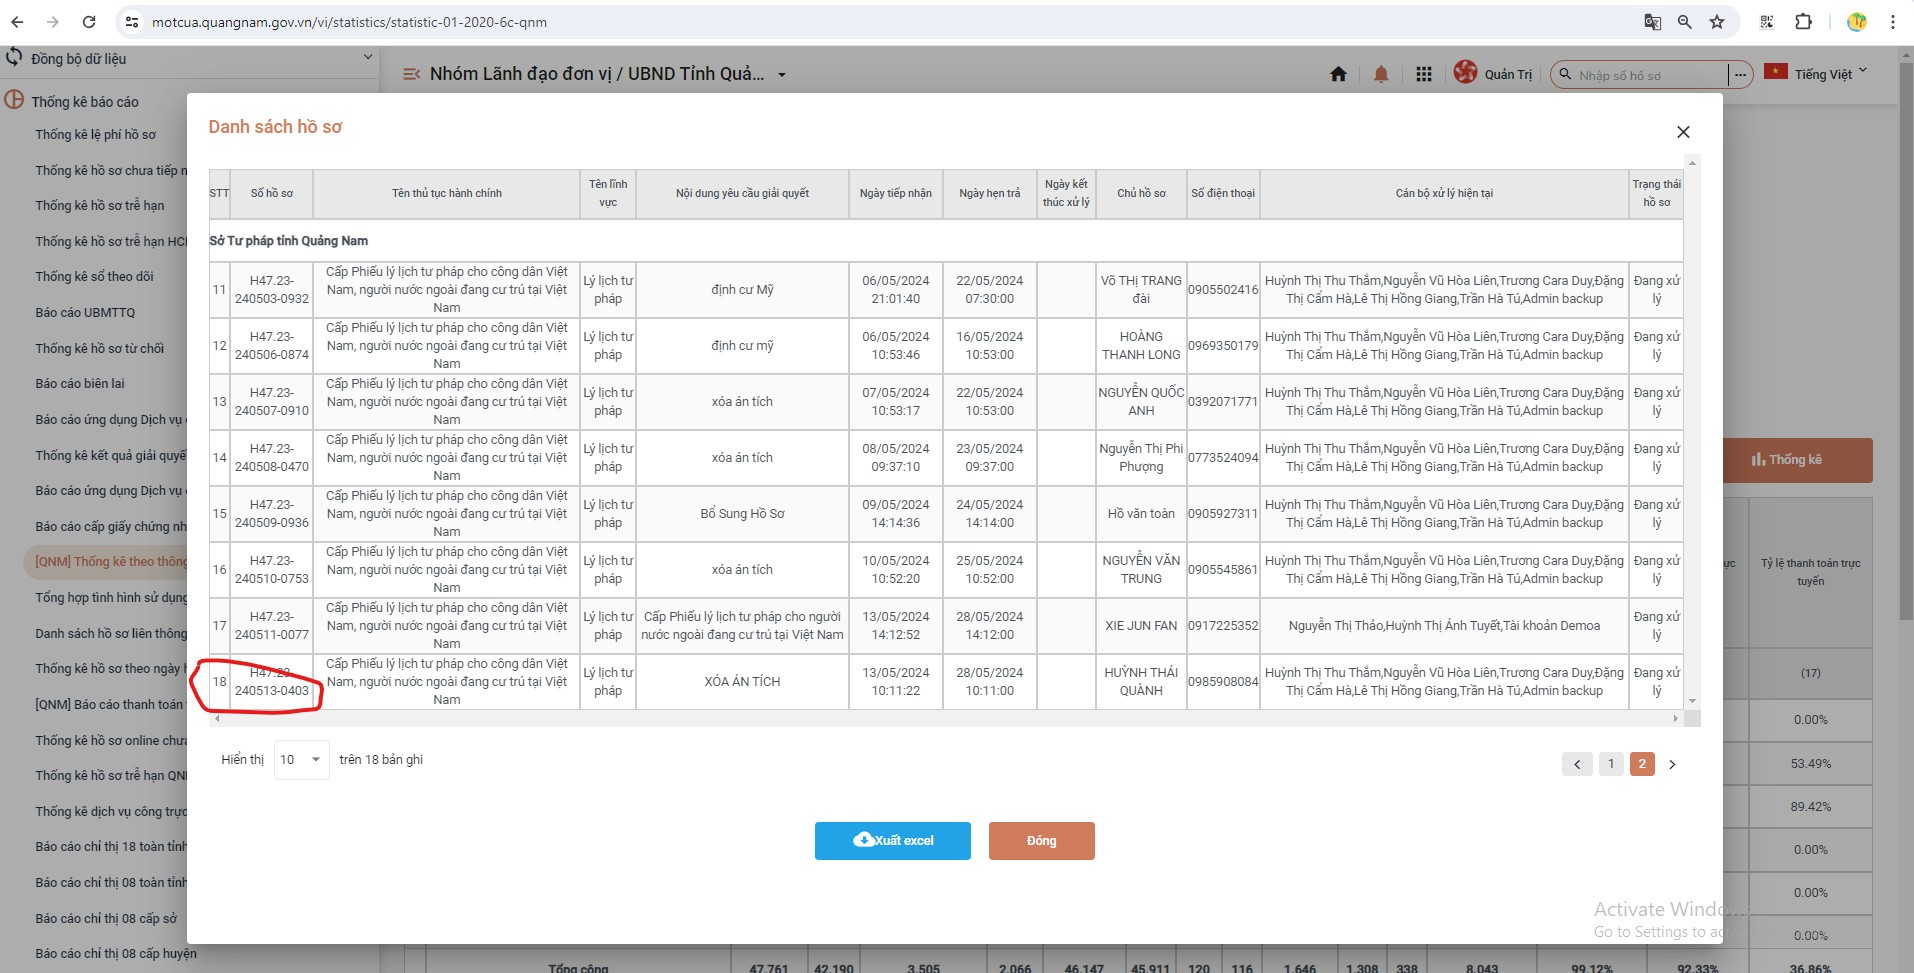 motcua.quangnam.gov.vn/vi/statistics/statistic-01-2020-6c-qnm
Đồng bộ dữ liệu
Nhóm Lãnh đạo đơn vị / UBND Tỉnh Quả...
Quản Trị
Nhập số hồ sơ
Tiếng Việt
Thống kê báo cáo
Thống kê lệ phí hồ sơ
Thống kê hồ sơ chưa tiếp n
Thống kê hồ sơ trễ hạn
Thống kê hồ sơ trễ hạn HC
Thống kê sổ theo dõi
Báo cáo UBMTTQ
Thống kê hồ sơ từ chối
Báo cáo biên lai
Báo cáo ứng dụng Dịch vụ
Thống kê kết quả giải quyế
Báo cáo ứng dụng Dịch vụ
Báo cáo cấp giấy chứng nh
[QNM] Thống kê theo thông
Tổng hợp tình hình sử dụng
Danh sách hồ sơ liên thông
Thống kê hồ sơ theo ngày
[QNM] Báo cáo thanh toán
Thống kê hồ sơ online chưa
Thống kê hồ sơ trễ hạn QN
Thống kê dịch vụ công trực
Báo cáo chỉ thị 18 toàn tỉnh
Báo cáo chỉ thị 08 toàn tỉnh
Báo cáo chỉ thị 08 cấp sở
Báo cáo chỉ thị 08 cấp huyện
Danh sách hồ sơ
STT Số hồ sơ Tên thủ tục hành chính Tên lĩnh vực Nội dung yêu cầu giải quyết Ngày tiếp nhận Ngày hẹn trả Ngày kết thúc xử lý Chủ hồ sơ Số điện thoại Cán bộ xử lý hiện tại Trạng thái hồ sơ
Sở Tư pháp tỉnh Quảng Nam
11 H47.23-240503-0932 Cấp Phiếu lý lịch tư pháp cho công dân Việt Nam, người nước ngoài đang cư trú tại Việt Nam Lý lịch tư pháp định cư Mỹ 06/05/2024 21:01:40 22/05/2024 07:30:00 Võ THỊ TRANG đài 0905502416 Huỳnh Thị Thu Thắm,Nguyễn Vũ Hòa Liên,Trương Cara Duy,Đặng Thị Cẩm Hà,Lê Thị Hồng Giang,Trần Hà Tú,Admin backup Đang xử lý
12 H47.23-240506-0874 Cấp Phiếu lý lịch tư pháp cho công dân Việt Nam, người nước ngoài đang cư trú tại Việt Nam Lý lịch tư pháp định cư mỹ 06/05/2024 10:53:46 16/05/2024 10:53:00 HOÀNG THANH LONG 0969350179 Huỳnh Thị Thu Thắm,Nguyễn Vũ Hòa Liên,Trương Cara Duy,Đặng Thị Cẩm Hà,Lê Thị Hồng Giang,Trần Hà Tú,Admin backup Đang xử lý
13 H47.23-240507-0910 Cấp Phiếu lý lịch tư pháp cho công dân Việt Nam, người nước ngoài đang cư trú tại Việt Nam Lý lịch tư pháp xóa án tích 07/05/2024 10:53:17 22/05/2024 10:53:00 NGUYỄN QUỐC ANH 0392071771 Huỳnh Thị Thu Thắm,Nguyễn Vũ Hòa Liên,Trương Cara Duy,Đặng Thị Cẩm Hà,Lê Thị Hồng Giang,Trần Hà Tú,Admin backup Đang xử lý
14 H47.23-240508-0470 Cấp Phiếu lý lịch tư pháp cho công dân Việt Nam, người nước ngoài đang cư trú tại Việt Nam Lý lịch tư pháp xóa án tích 08/05/2024 09:37:10 23/05/2024 09:37:00 Nguyễn Thị Phi Phượng 0773524094 Huỳnh Thị Thu Thắm,Nguyễn Vũ Hòa Liên,Trương Cara Duy,Đặng Thị Cẩm Hà,Lê Thị Hồng Giang,Trần Hà Tú,Admin backup Đang xử lý
15 H47.23-240509-0936 Cấp Phiếu lý lịch tư pháp cho công dân Việt Nam, người nước ngoài đang cư trú tại Việt Nam Lý lịch tư pháp Bổ Sung Hồ Sơ 09/05/2024 14:14:36 24/05/2024 14:14:00 Hồ văn toàn 0905927311 Huỳnh Thị Thu Thắm,Nguyễn Vũ Hòa Liên,Trương Cara Duy,Đặng Thị Cẩm Hà,Lê Thị Hồng Giang,Trần Hà Tú,Admin backup Đang xử lý
16 H47.23-240510-0753 Cấp Phiếu lý lịch tư pháp cho công dân Việt Nam, người nước ngoài đang cư trú tại Việt Nam Lý lịch tư pháp xóa án tích 10/05/2024 10:52:20 25/05/2024 10:52:00 NGUYỄN VĂN TRUNG 0905545861 Huỳnh Thị Thu Thắm,Nguyễn Vũ Hòa Liên,Trương Cara Duy,Đặng Thị Cẩm Hà,Lê Thị Hồng Giang,Trần Hà Tú,Admin backup Đang xử lý
17 H47.23-240511-0077 Cấp Phiếu lý lịch tư pháp cho công dân Việt Nam, người nước ngoài đang cư trú tại Việt Nam Lý lịch tư pháp Cấp Phiếu lý lịch tư pháp cho người nước ngoài đang cư trú tại Việt Nam 13/05/2024 14:12:52 28/05/2024 14:12:00 XIE JUN FAN 0917225352 Nguyễn Thị Thảo,Huỳnh Thị Ánh Tuyết,Tài khoản Demoa Đang xử lý
18 H47.23-240513-0403 Cấp Phiếu lý lịch tư pháp cho công dân Việt Nam, người nước ngoài đang cư trú tại Việt Nam Lý lịch tư pháp XÓA ÁN TÍCH 13/05/2024 10:11:22 28/05/2024 10:11:00 HUỲNH THÁI QUÀNH 0985908084 Huỳnh Thị Thu Thắm,Nguyễn Vũ Hòa Liên,Trương Cara Duy,Đặng Thị Cẩm Hà,Lê Thị Hồng Giang,Trần Hà Tú,Admin backup Đang xử lý
Hiển thị 10 trên 18 bản ghi
1 2
Xuất excel
Đóng
Thống kê
Tỷ lệ thanh toán trực
tuyến
(17)
0.00%
53.49%
89.42%
0.00%
0.00%
0.00%
Activate Windows
Go to Settings to
Tổng cộng 47.761 42.190 3.505 2.066 46.147 45.911 120 116 1.646 1.308 338 8.043 99.12% 92.33% 36.86%